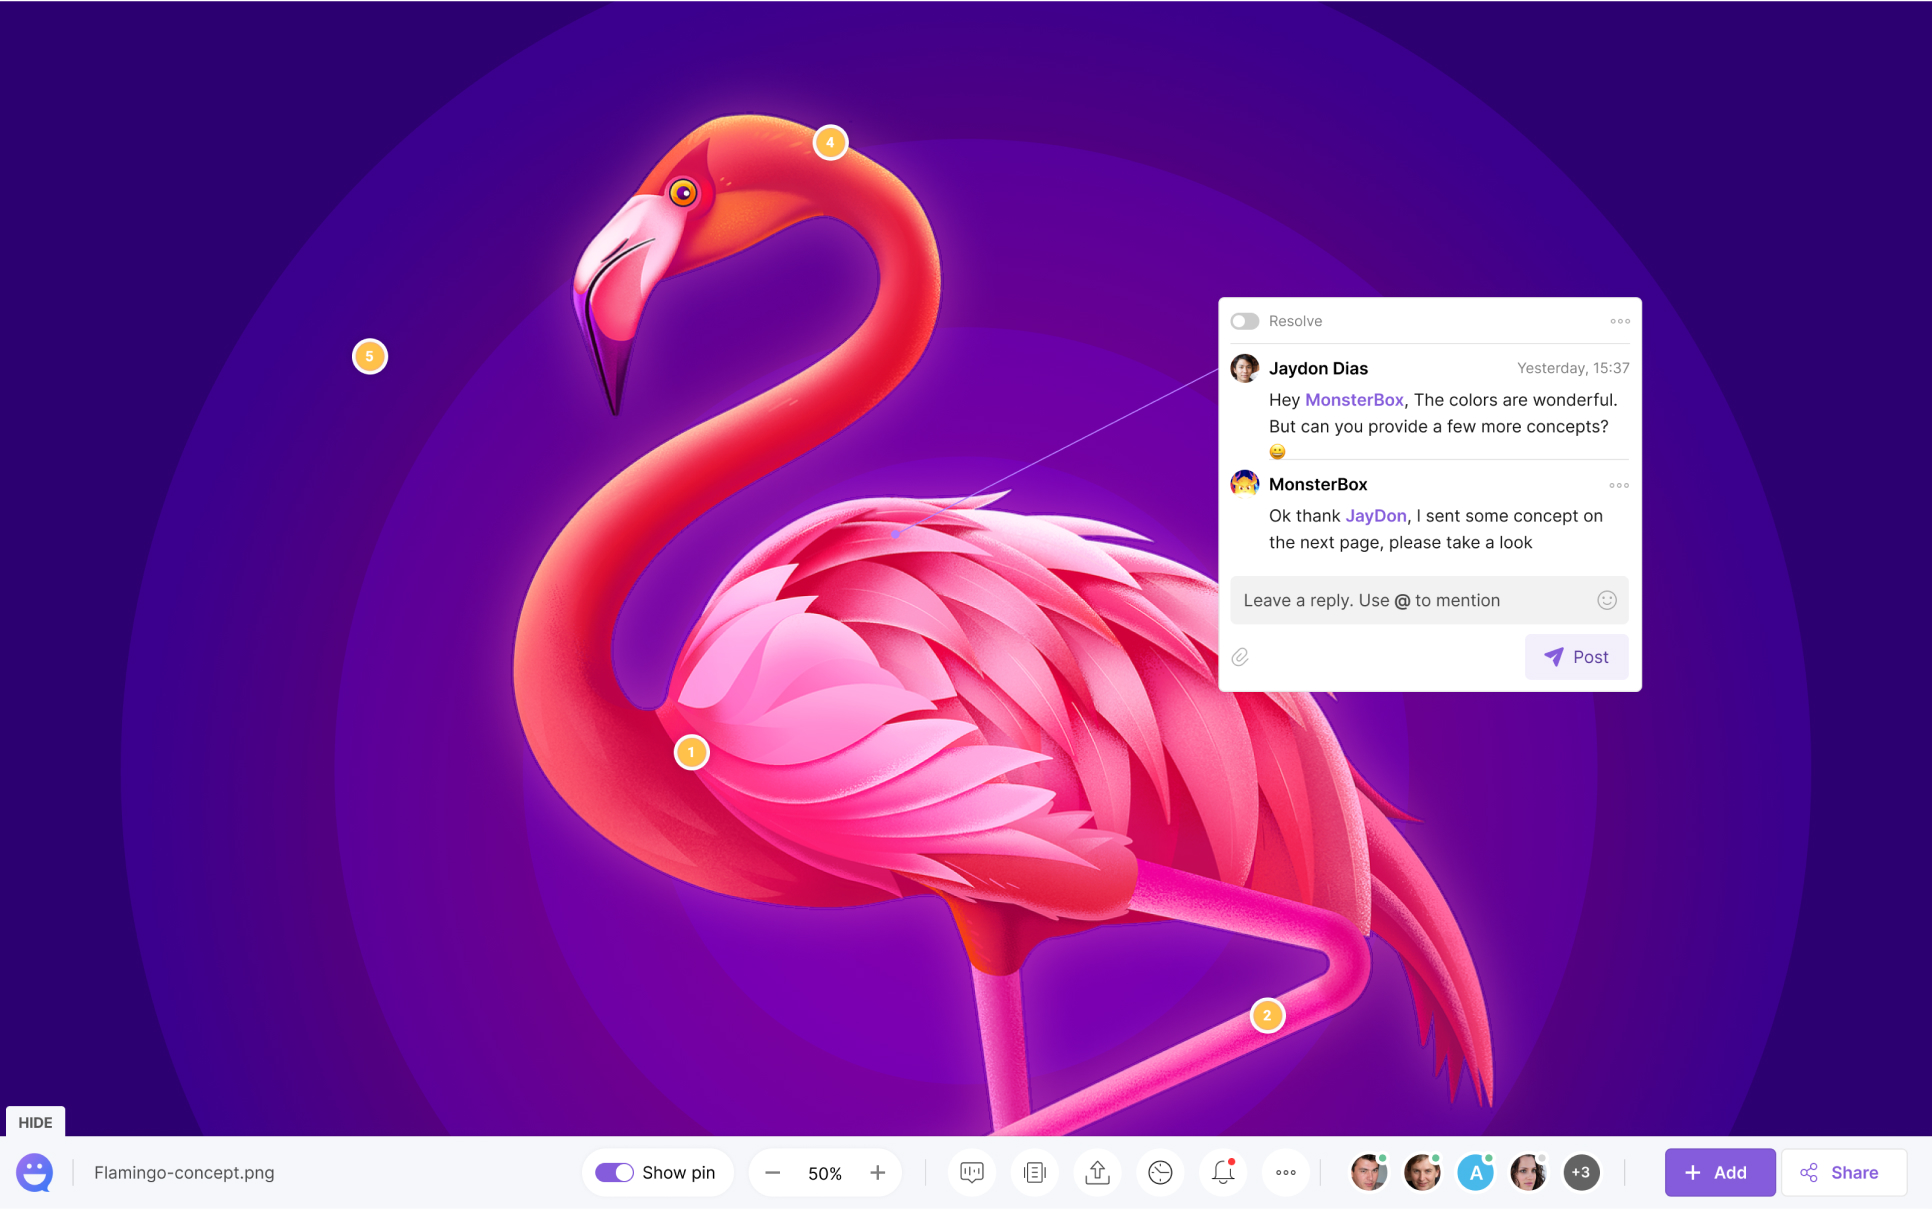 4
5
Resolve
Jaydon Dias
Yesterday, 15:37
Hey MonsterBox, The colors are wonderful.
But can you provide a few more concepts?
😀
MonsterBox
Ok thank JayDon, I sent some concept on
the next page, please take a look
Leave a reply. Use @ to mention
Post
1
2
HIDE
Flamingo-concept.png
Show pin
50%
A
+3
Add
Share